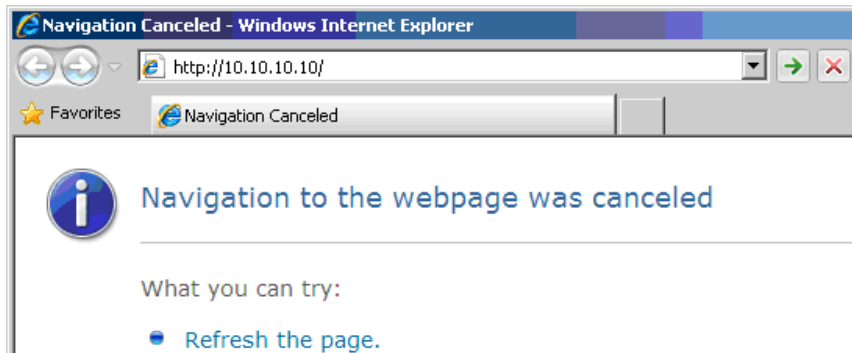 Navigation Canceled - Windows Internet Explorer
http://10.10.10.10/
Favorites
Navigation Canceled
Navigation to the webpage was canceled
What you can try:
Refresh the page.